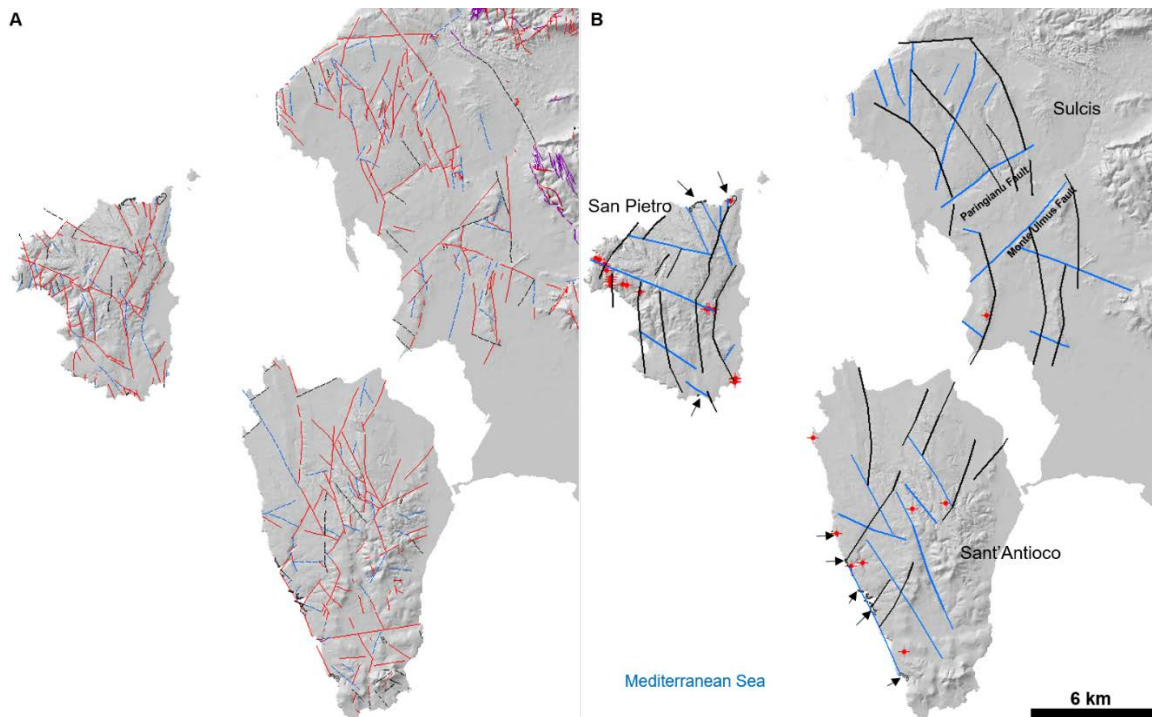 A
B
Sulcis
San Pietro
Paringianu Fault
Monte Ulmus Fault
Sant'Antioco
Mediterranean Sea
6 km